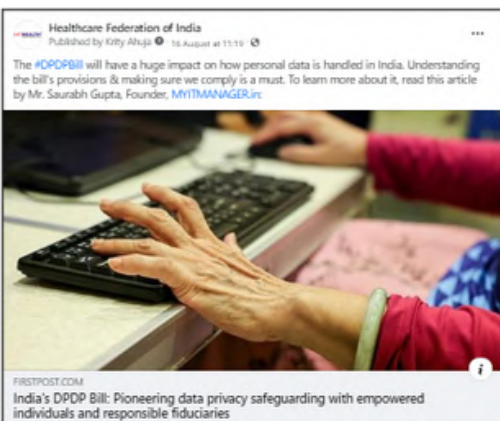 Healthcare Federation of India
Published by Krity Ahuja
16 August at 11:19
The #DPDPBill will have a huge impact on how personal data is handled in India. Understanding
the bill's provisions & making sure we comply is a must. To learn more about it, read this article
by Mr. Saurabh Gupta, Founder, MYITMANAGER.in:
FIRSTPOST.COM
India's DPDP Bill: Pioneering data privacy safeguarding with empowered
individuals and responsible fiduciaries